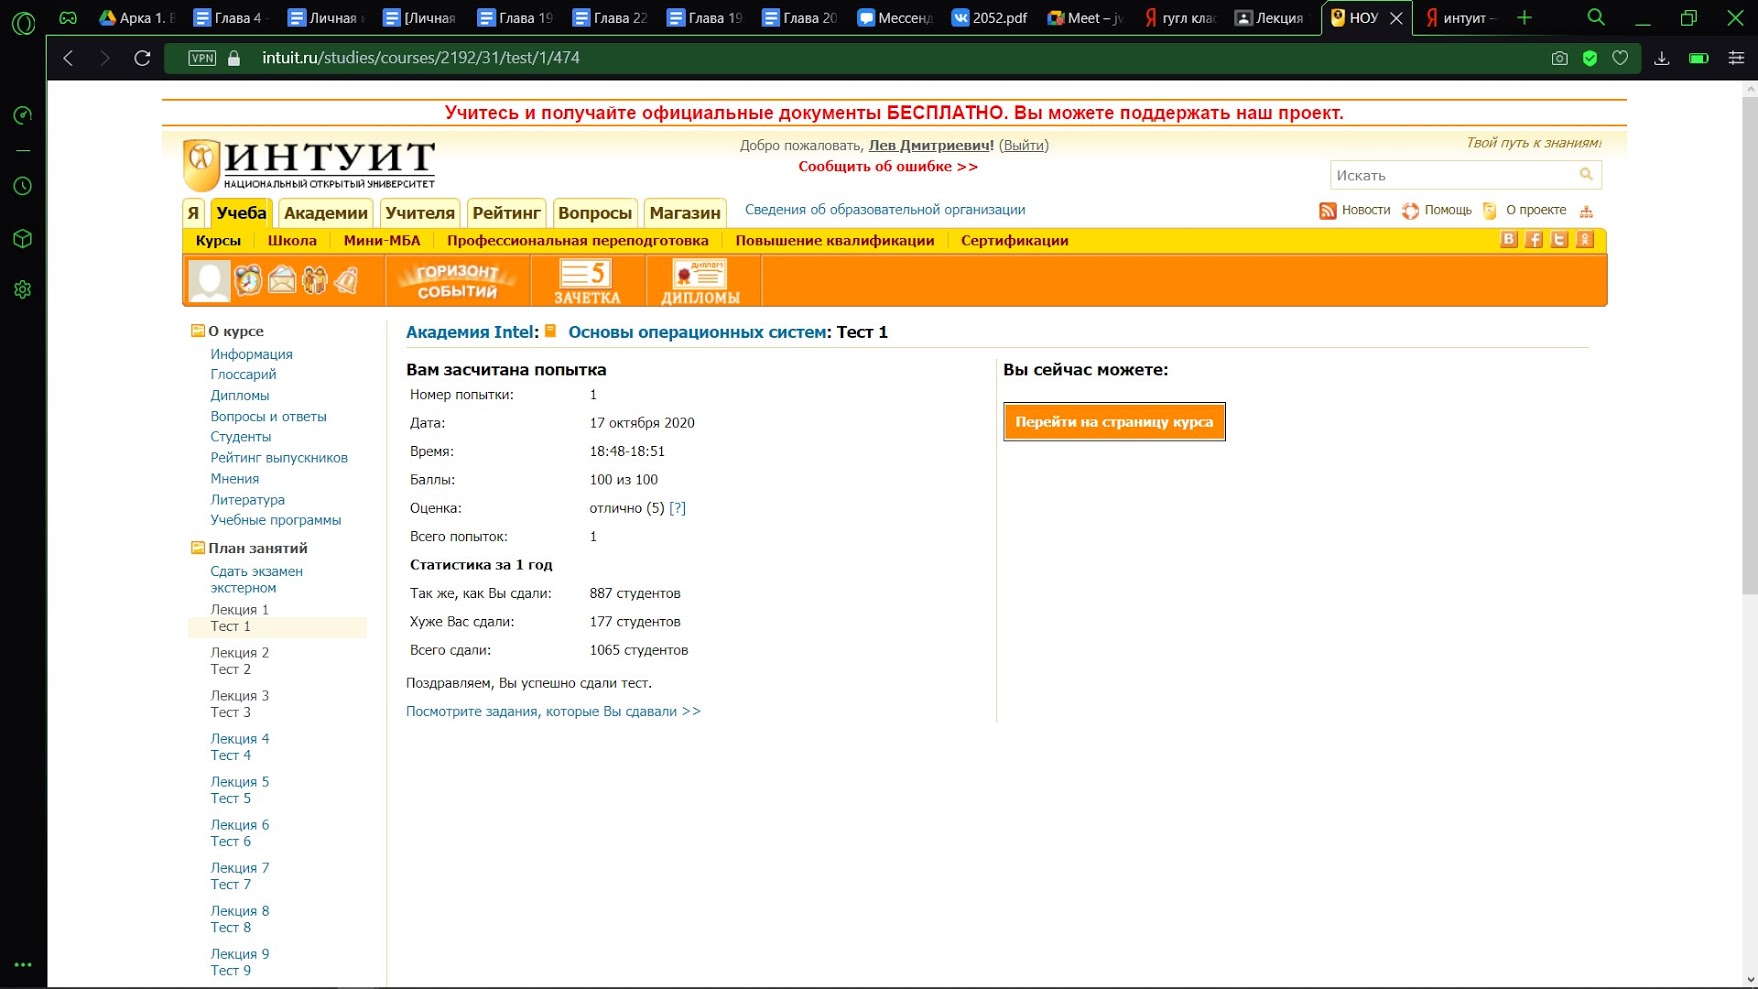 Арка 1.
Глава 4
Личная
[Личная
Глава 19
Глава 22
Глава 19
Глава 20
Мессенд
2052.pdf
Meet – jv
гугл клас
Лекция
НОУ
интуит –
VPN
intuit.ru/studies/courses/2192/31/test/1/474
Учитесь и получайте официальные документы БЕСПЛАТНО. Вы можете поддержать наш проект.
ИНТУИТ
НАЦИОНАЛЬНЫЙ ОТКРЫТЫЙ УНИВЕРСИТЕТ
Добро пожаловать, Лев Дмитриевич! (Выйти)
Сообщить об ошибке >>
Твой путь к знаниям!
Искать
Я Учеба Академии Учителя Рейтинг Вопросы Магазин Сведения об образовательной организации
Новости Помощь О проекте
Курсы Школа Мини-МБА Профессиональная переподготовка Повышение квалификации Сертификации
ГОРИЗОНТ СОБЫТИЙ
5
ЗАЧЕТКА
ДИПЛОМ
ДИПЛОМЫ
О курсе
Информация
Глоссарий
Дипломы
Вопросы и ответы
Студенты
Рейтинг выпускников
Мнения
Литература
Учебные программы
План занятий
Сдать экзамен
экстерном
Лекция 1
Тест 1
Лекция 2
Тест 2
Лекция 3
Тест 3
Лекция 4
Тест 4
Лекция 5
Тест 5
Лекция 6
Тест 6
Лекция 7
Тест 7
Лекция 8
Тест 8
Лекция 9
Тест 9
Академия Intel: Основы операционных систем: Тест 1
Вам засчитана попытка
Номер попытки: 1
Дата: 17 октября 2020
Время: 18:48-18:51
Баллы: 100 из 100
Оценка: отлично (5) [?]
Всего попыток: 1
Статистика за 1 год
Так же, как Вы сдали: 887 студентов
Хуже Вас сдали: 177 студентов
Всего сдали: 1065 студентов
Поздравляем, Вы успешно сдали тест.
Посмотрите задания, которые Вы сдавали >>
Вы сейчас можете:
Перейти на страницу курса